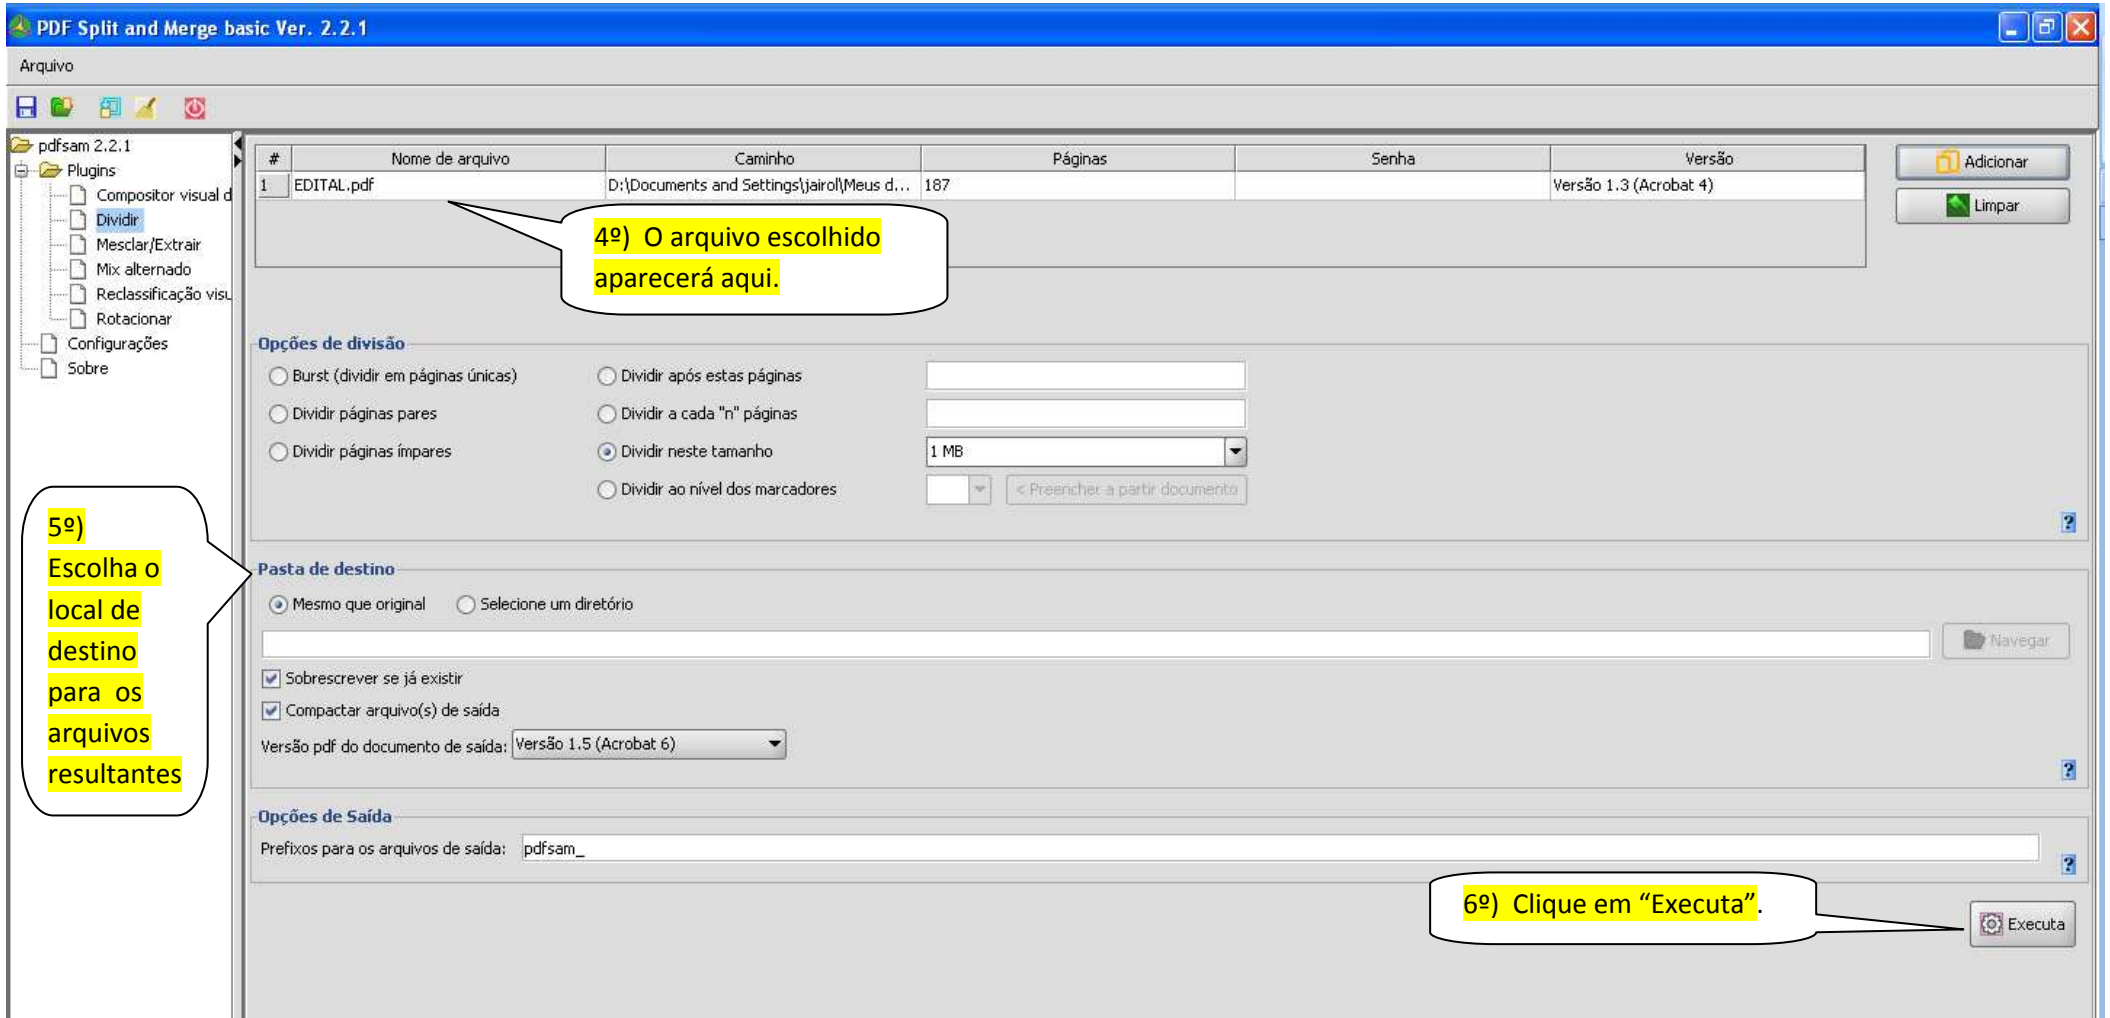 PDF Split and Merge basic Ver. 2.2.1
Arquivo
pdfsam 2.2.1
Plugins
Compositor visual d
Dividir
Mesclar/Extrair
Mix alternado
Reclassificação visu
Rotacionar
Configurações
Sobre
# Nome de arquivo Caminho Páginas Senha Versão
1 EDITAL.pdf D:\Documents and Settings\jairol\Meus d... 187 Versão 1.3 (Acrobat 4)
Adicionar
Limpar
4º) O arquivo escolhido
aparecerá aqui.
Opções de divisão
Burst (dividir em páginas únicas) Dividir após estas páginas
Dividir páginas pares Dividir a cada "n" páginas
Dividir páginas ímpares Dividir neste tamanho 1 MB
Dividir ao nível dos marcadores < Preencher a partir documento
?
5º)
Escolha o
local de
destino
para os
arquivos
resultantes
Pasta de destino
Mesmo que original Selecione um diretório
Navegar
Sobrescrever se já existir
Compactar arquivo(s) de saída
Versão pdf do documento de saída: Versão 1.5 (Acrobat 6)
?
Opções de Saída
Prefixos para os arquivos de saída: pdfsam_
?
6º) Clique em “Executa”.
Executa